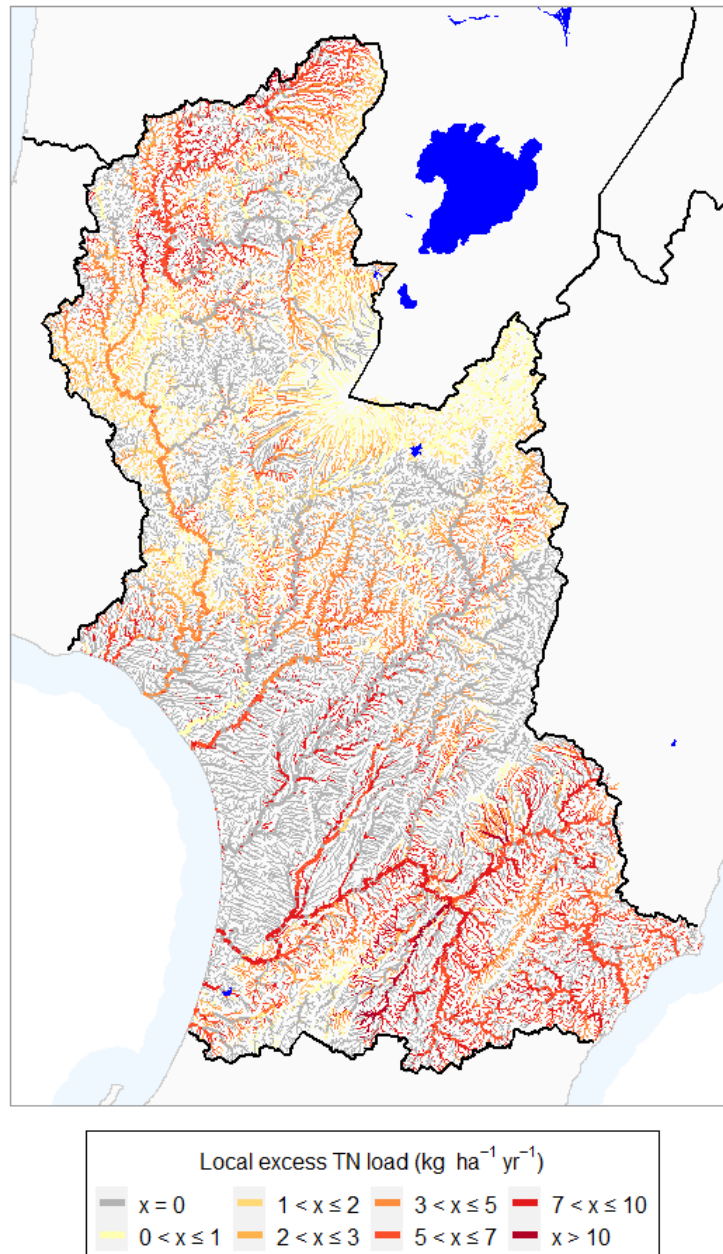 Local excess TN load (kg ha⁻¹ yr⁻¹)
x = 0 1 < x ≤ 2 3 < x ≤ 5 7 < x ≤ 10
0 < x ≤ 1 2 < x ≤ 3 5 < x ≤ 7 x > 10